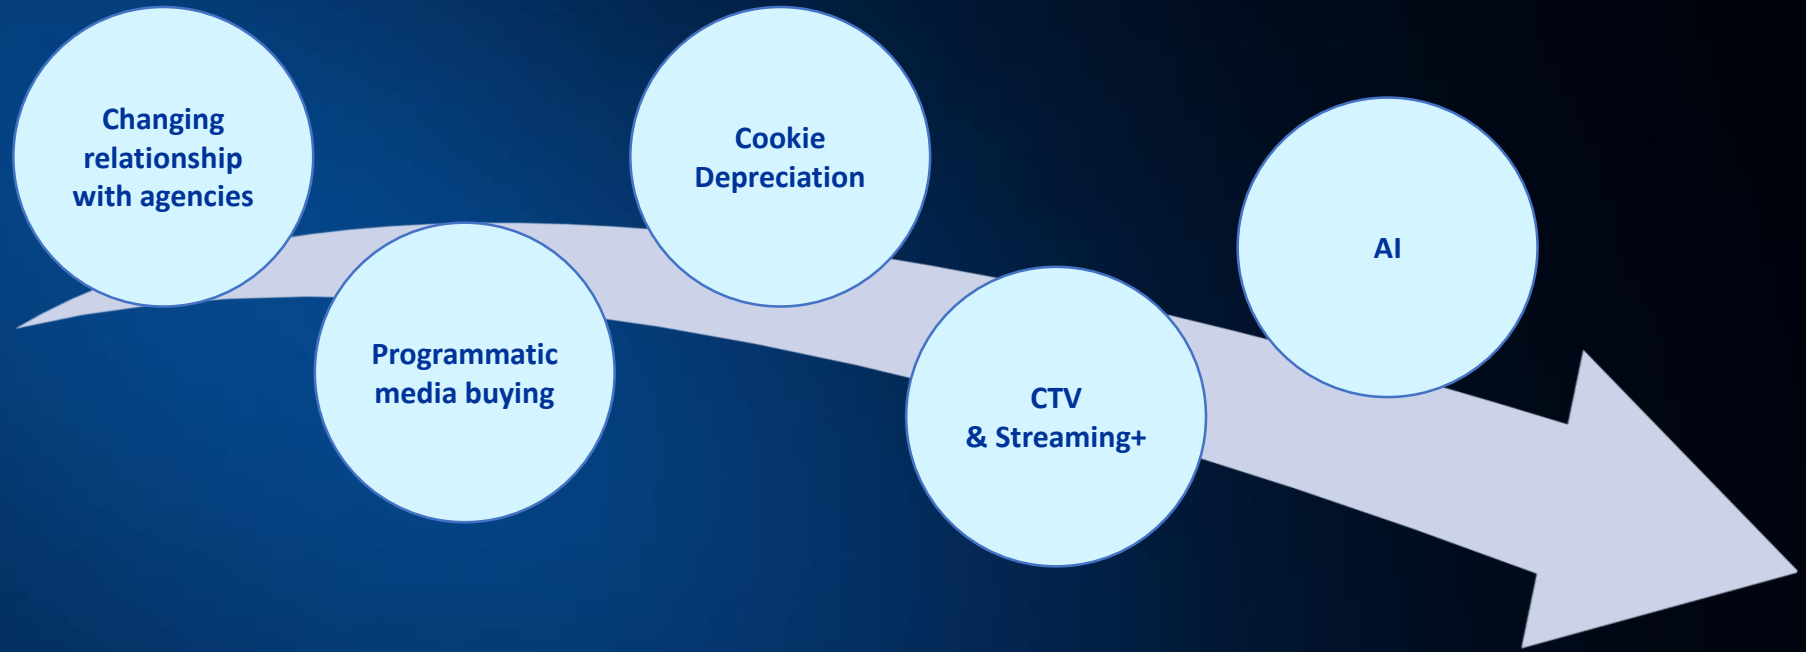 Changing
relationship
with agencies
Programmatic
media buying
Cookie
Depreciation
CTV
& Streaming+
AI